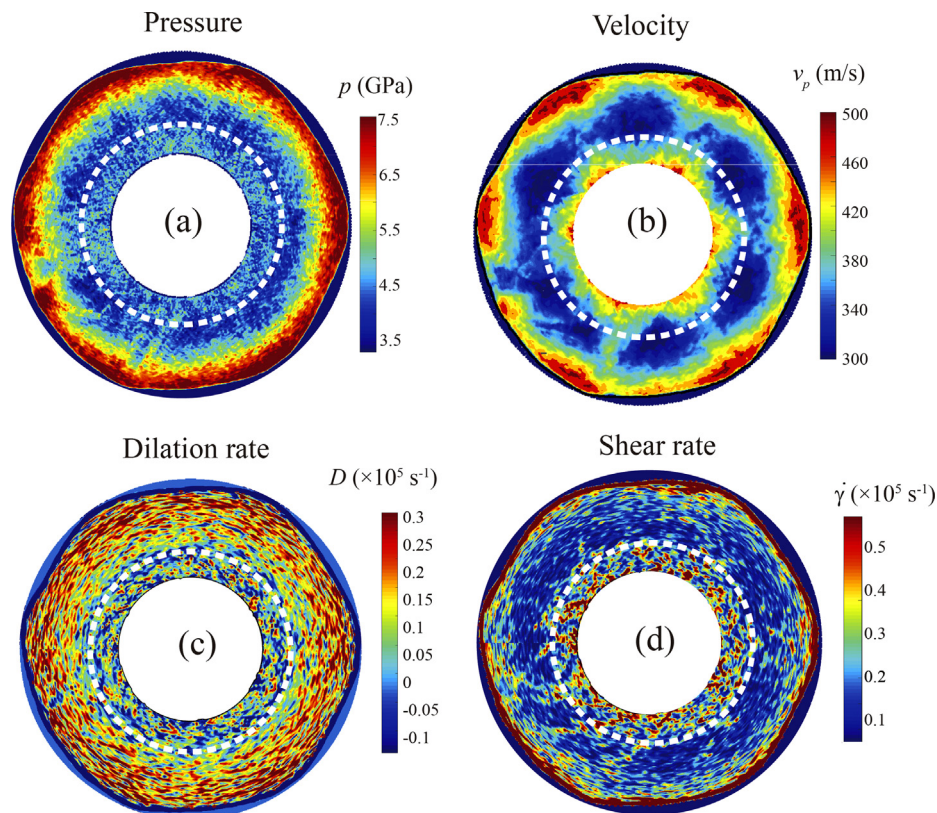 Pressure
Velocity
p (GPa)
7.5
6.5
5.5
4.5
3.5
(a)
v_p (m/s)
500
460
420
380
340
300
(b)
Dilation rate
Shear rate
D (×10⁵ s⁻¹)
0.3
0.25
0.2
0.15
0.1
0.05
0
-0.05
-0.1
(c)
γ̇ (×10⁵ s⁻¹)
0.5
0.4
0.3
0.2
0.1
(d)